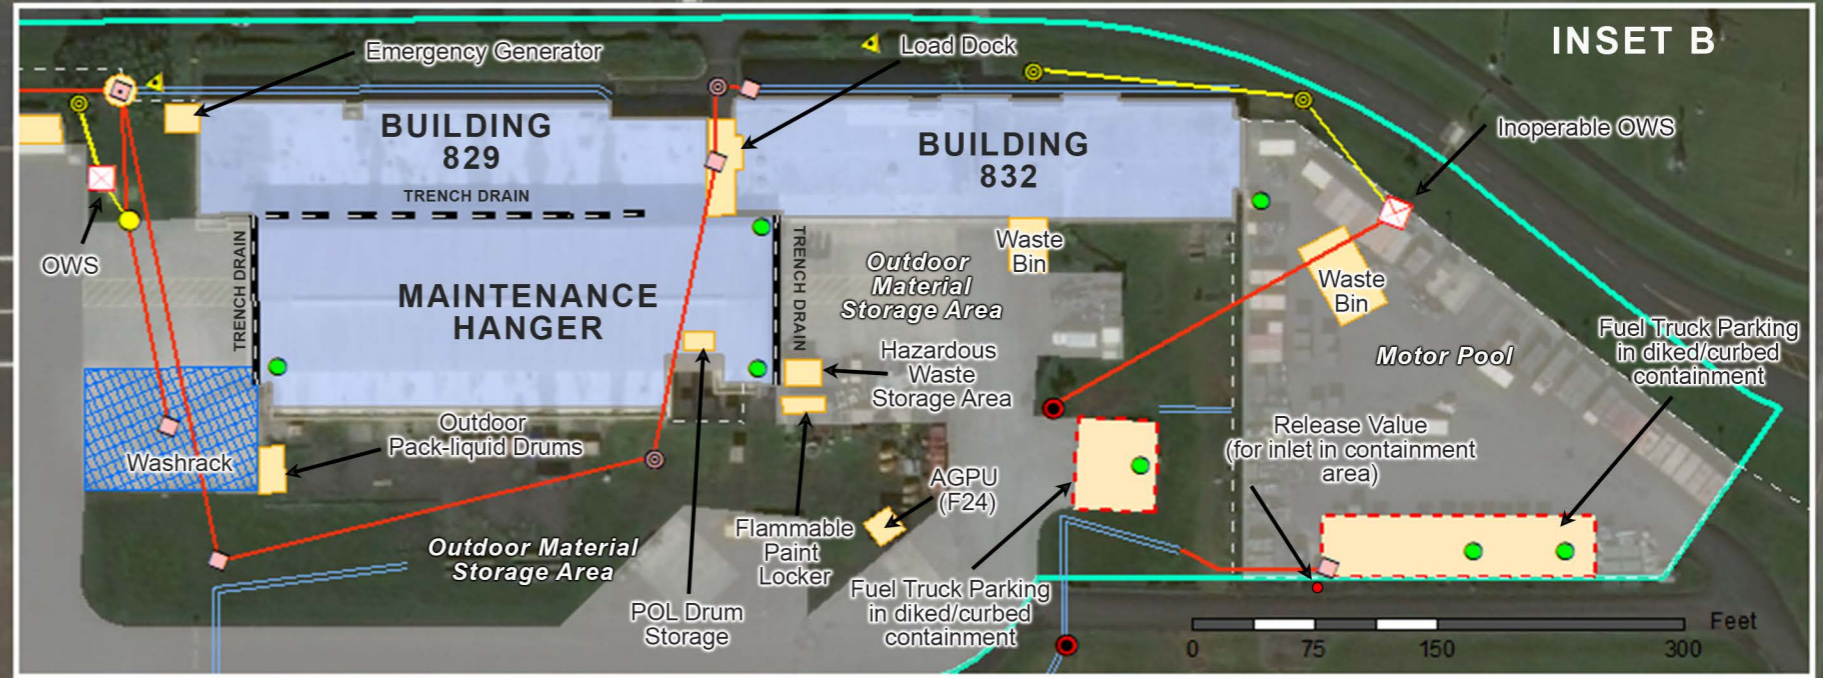 INSET B
Emergency Generator
Load Dock
Inoperable OWS
BUILDING
829
BUILDING
832
TRENCH DRAIN
OWS
TRENCH DRAIN
TRENCH DRAIN
Waste
Bin
Outdoor
Material
Storage Area
Waste
Bin
MAINTENANCE
HANGER
Fuel Truck Parking
in diked/curbed
containment
Motor Pool
Hazardous
Waste
Storage Area
Outdoor
Pack-liquid Drums
Washrack
Release Value
(for inlet in containment
area)
AGPU
(F24)
Flammable
Paint
Locker
Outdoor Material
Storage Area
Fuel Truck Parking
in diked/curbed
containment
POL Drum
Storage
Feet
0 75 150 300